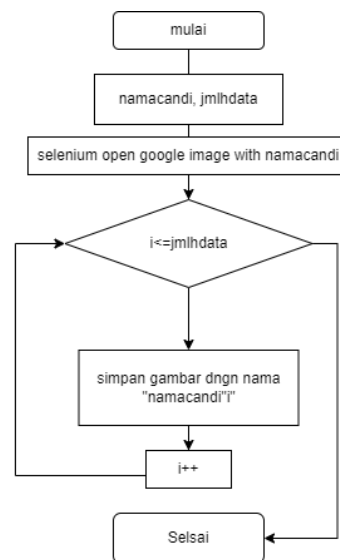 mulai
namacandi, jmlhdata
selenium open google image with namacandi
i<=jmlhdata
simpan gambar dngn nama
"namacandi"i"
i++
Selsai